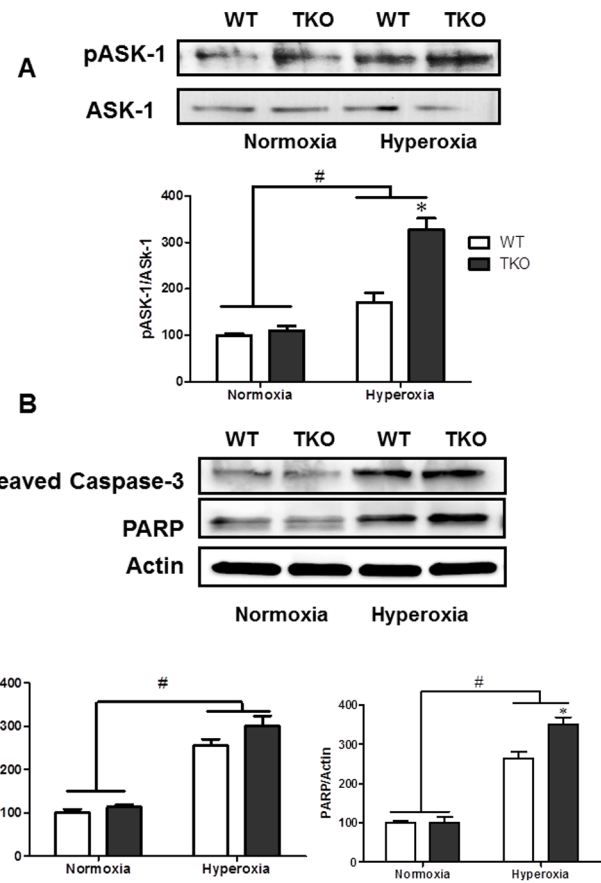 WT TKO WT TKO
A
pASK-1
ASK-1
Normoxia Hyperoxia
#
*
pASK-1/ASk-1
400
300
200
100
0
Normoxia Hyperoxia
WT
TKO
B
WT TKO WT TKO
eaved Caspase-3
PARP
Actin
Normoxia Hyperoxia
#
400
300
200
100
0
Normoxia Hyperoxia
#
*
PARP/Actin
400
300
200
100
0
Normoxia Hyperoxia